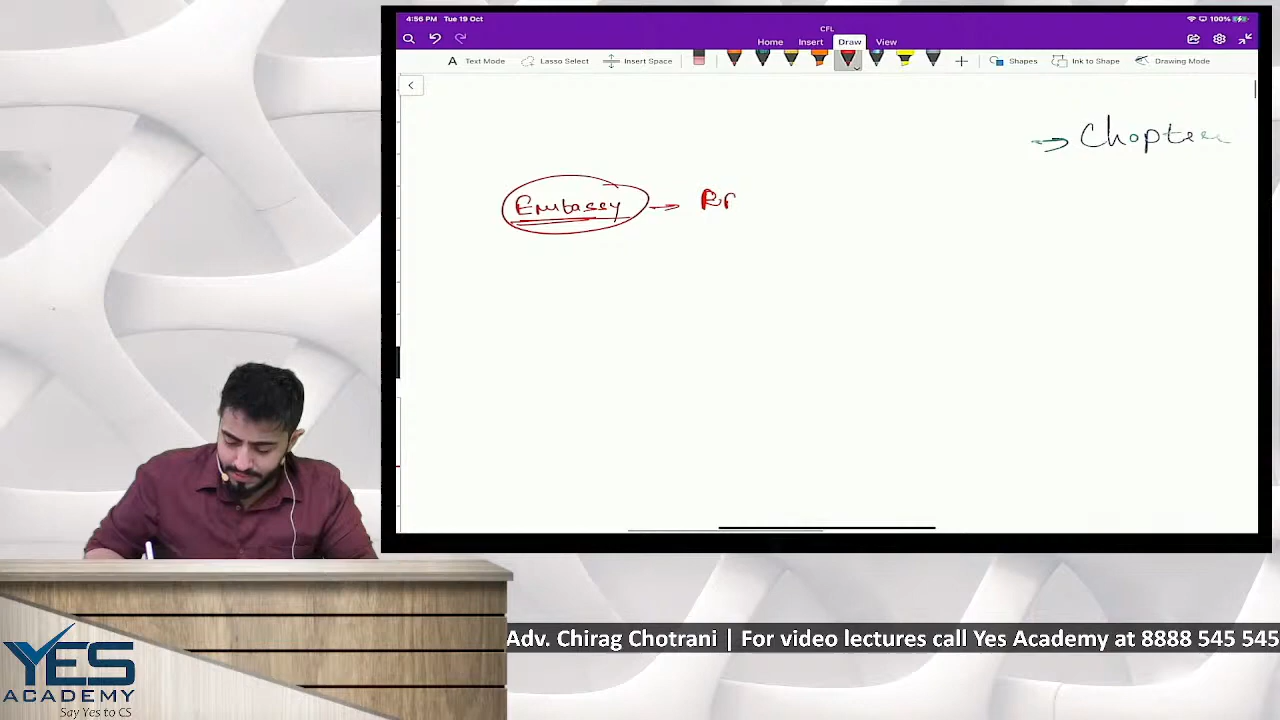 4:56 PM Tue 19 Oct
100%
CFL
Home Insert Draw View
A Text Mode Lasso Select Insert Space Shapes Ink to Shape Drawing Mode
→ Chapter
Embassy →
Adv. Chirag Chotrani | For video lectures call Yes Academy at 8888 545 545
YES
ACADEMY
Say Yes to CS